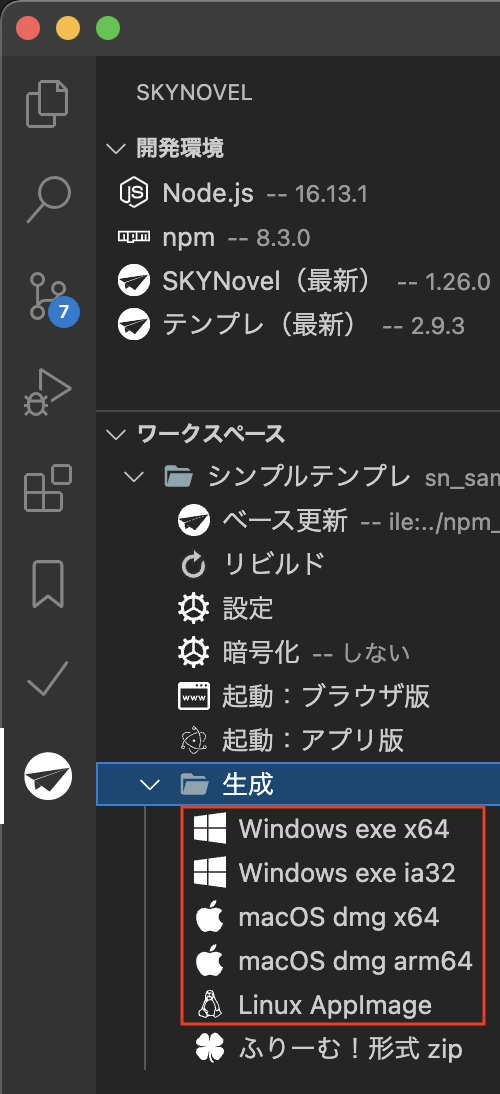 SKYNOVEL
開発環境
Node.js -- 16.13.1
npm -- 8.3.0
SKYNovel（最新） -- 1.26.0
テンプレ（最新） -- 2.9.3
7
ワークスペース
シンプルテンプレ sn_sam
ベース更新 -- ile:../npm_
リビルド
設定
暗号化 -- しない
起動：ブラウザ版
起動：アプリ版
生成
Windows exe x64
Windows exe ia32
macOS dmg x64
macOS dmg arm64
Linux AppImage
ふりーむ！形式 zip